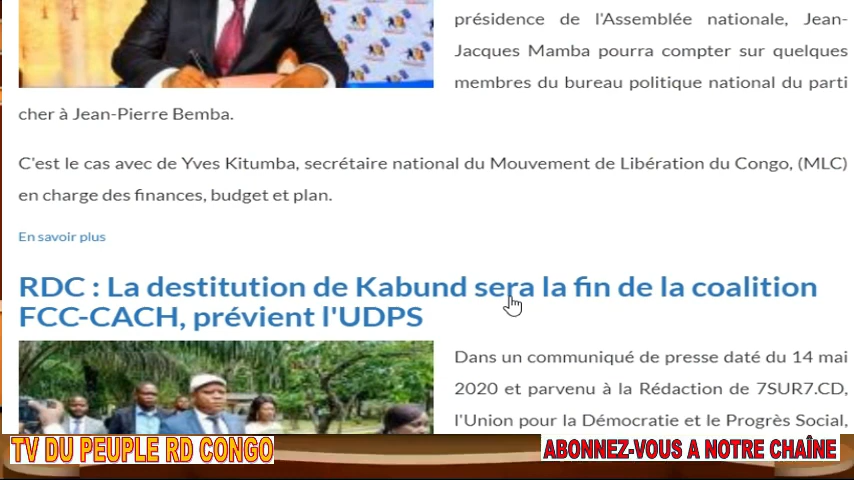 présidence de l'Assemblée nationale, Jean-
Jacques Mamba pourra compter sur quelques
membres du bureau politique national du parti
cher à Jean-Pierre Bemba.
C'est le cas avec de Yves Kitumba, secrétaire national du Mouvement de Libération du Congo, (MLC)
en charge des finances, budget et plan.
En savoir plus
RDC : La destitution de Kabund sera la fin de la coalition
FCC-CACH, prévient l'UDPS
Dans un communiqué de presse daté du 14 mai
2020 et parvenu à la Rédaction de 7SUR7.CD,
l'Union pour la Démocratie et le Progrès Social,
TV DU PEUPLE RD CONGO
ABONNEZ-VOUS A NOTRE CHAÎNE